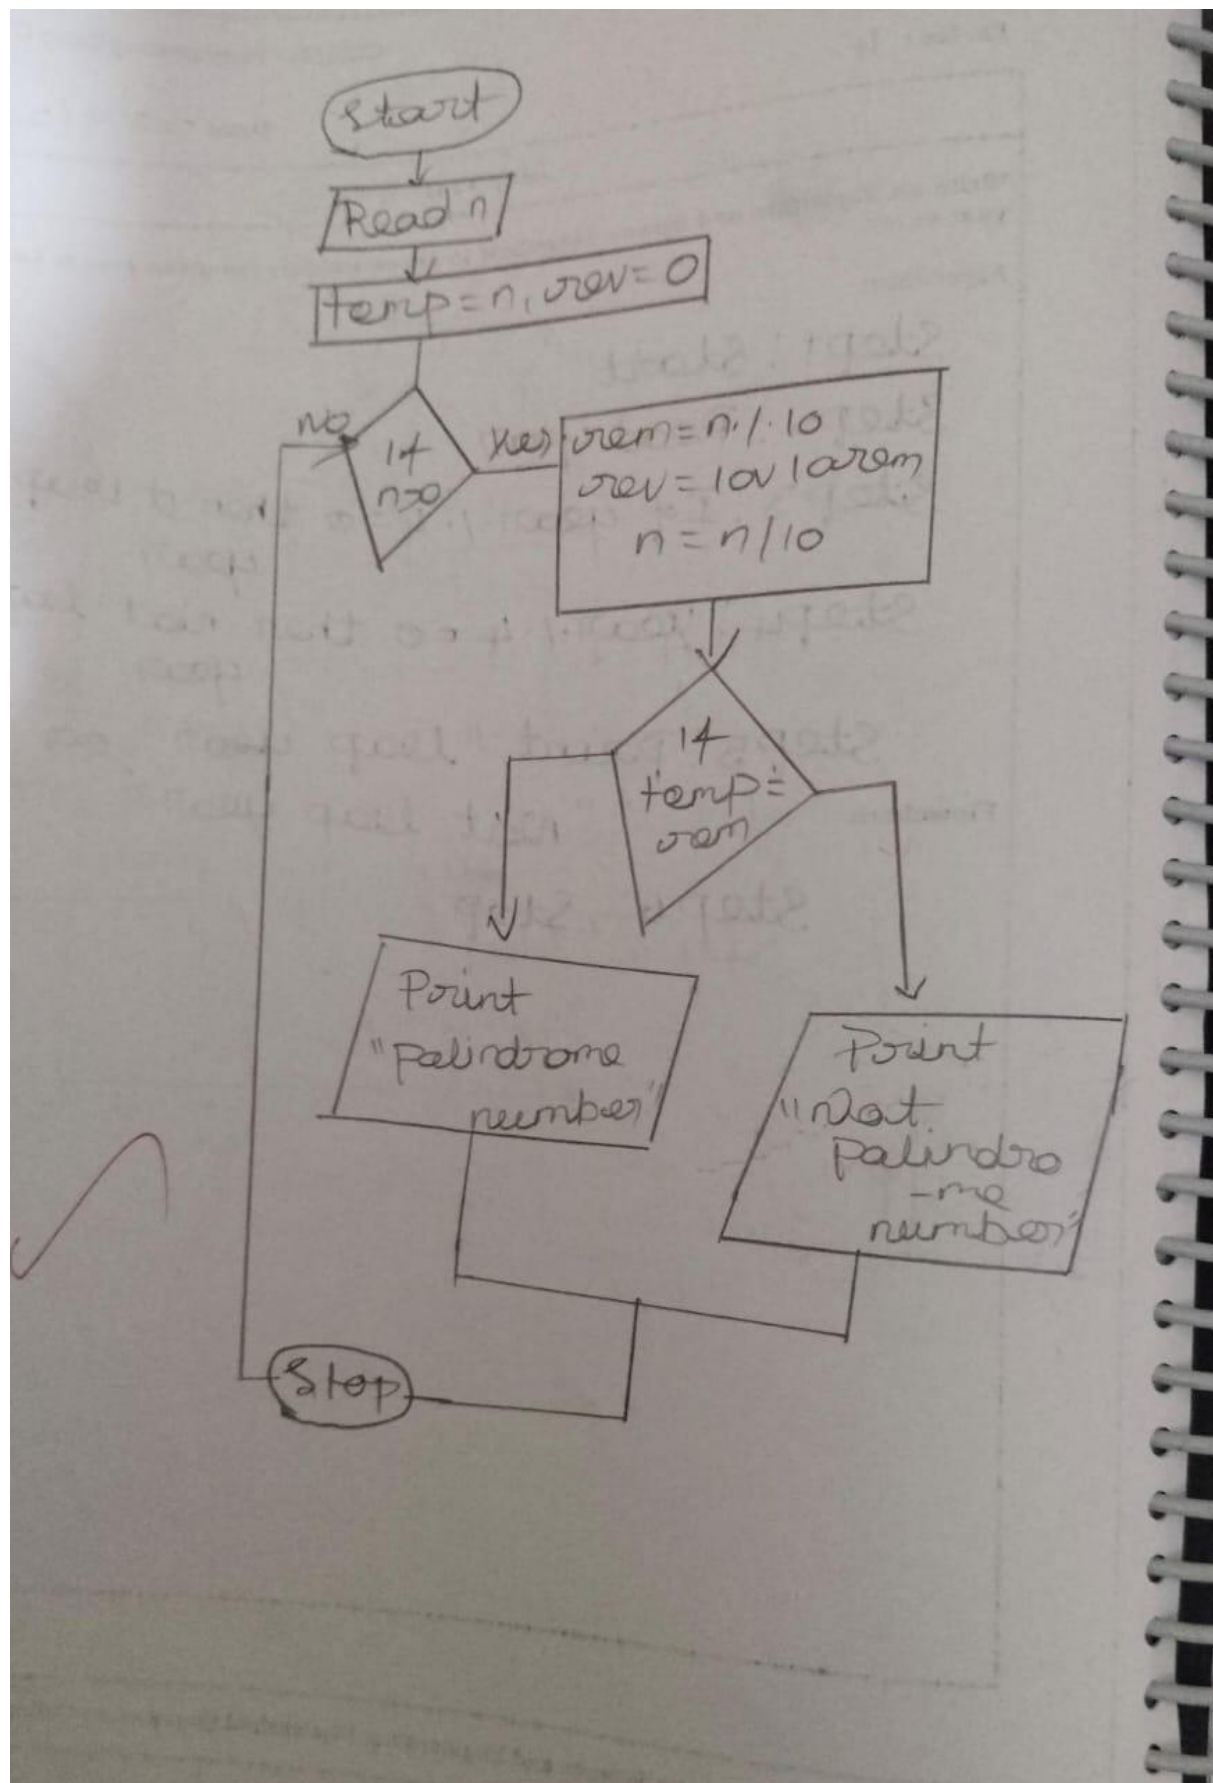 Start
Read n
temp=n, rev=0
no
yes
if
n>0
rem=n%10
rev=rev 10+rem
n=n/10
if
temp=
rem
Print
"palindrome
number"
Print
"Not
palindro
-me
number"
Stop